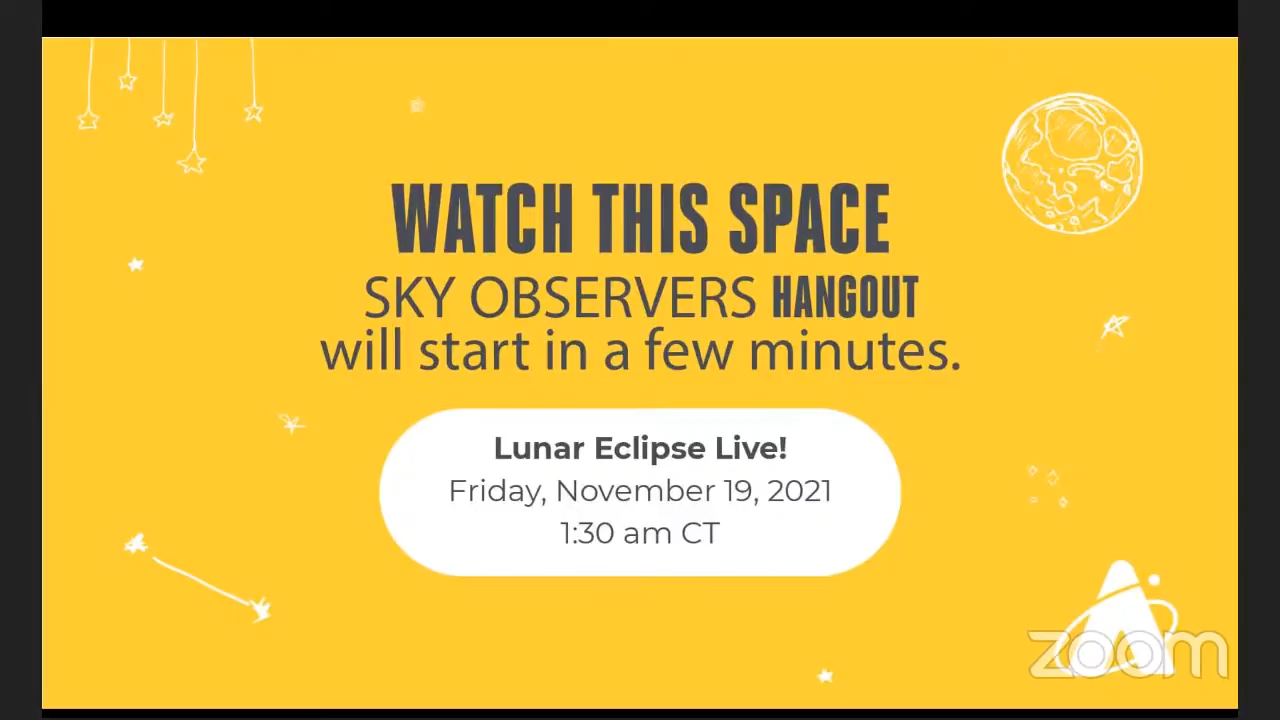 WATCH THIS SPACE
SKY OBSERVERS HANGOUT
will start in a few minutes.
Lunar Eclipse Live!
Friday, November 19, 2021
1:30 am CT
zoom